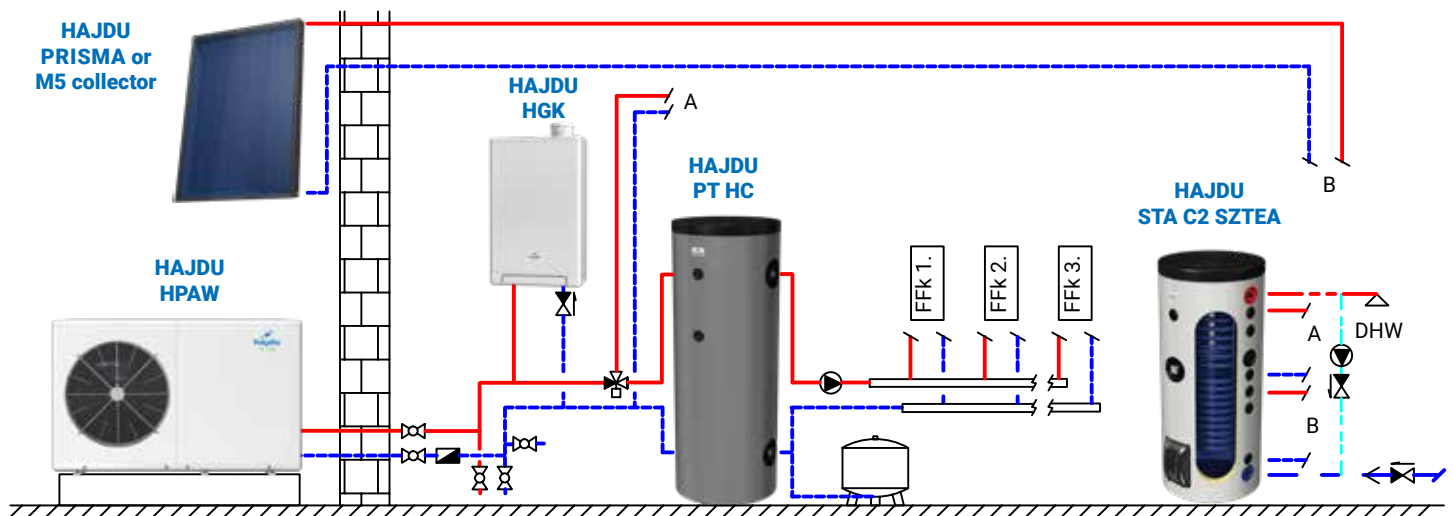 HAJDU
PRISMA or
M5 collector
HAJDU
HGK
A
HAJDU
PT HC
B
HAJDU
STA C2 SZTEA
HAJDU
HPAW
FFk 1.
FFk 2.
FFk 3.
A
DHW
B